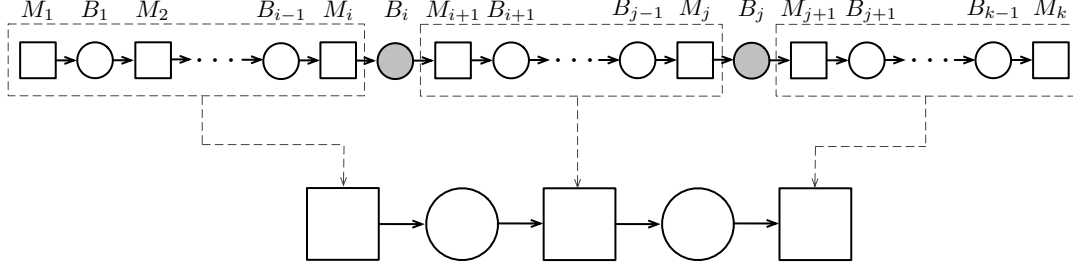 M₁ B₁ M₂ Bᵢ₋₁ Mᵢ Bᵢ Mᵢ₊₁ Bᵢ₊₁ Bⱼ₋₁ Mⱼ Bⱼ Mⱼ₊₁ Bⱼ₊₁ Bₖ₋₁ Mₖ